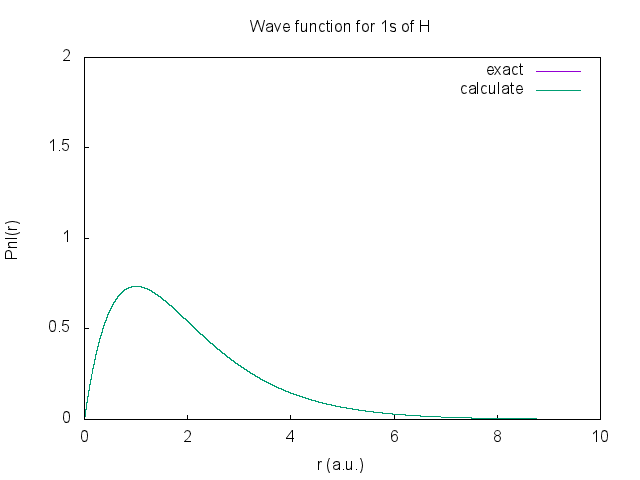 Wave function for 1s of H
2
1.5
1
0.5
0
Pnl(r)
exact
calculate
0 2 4 6 8 10
r (a.u.)